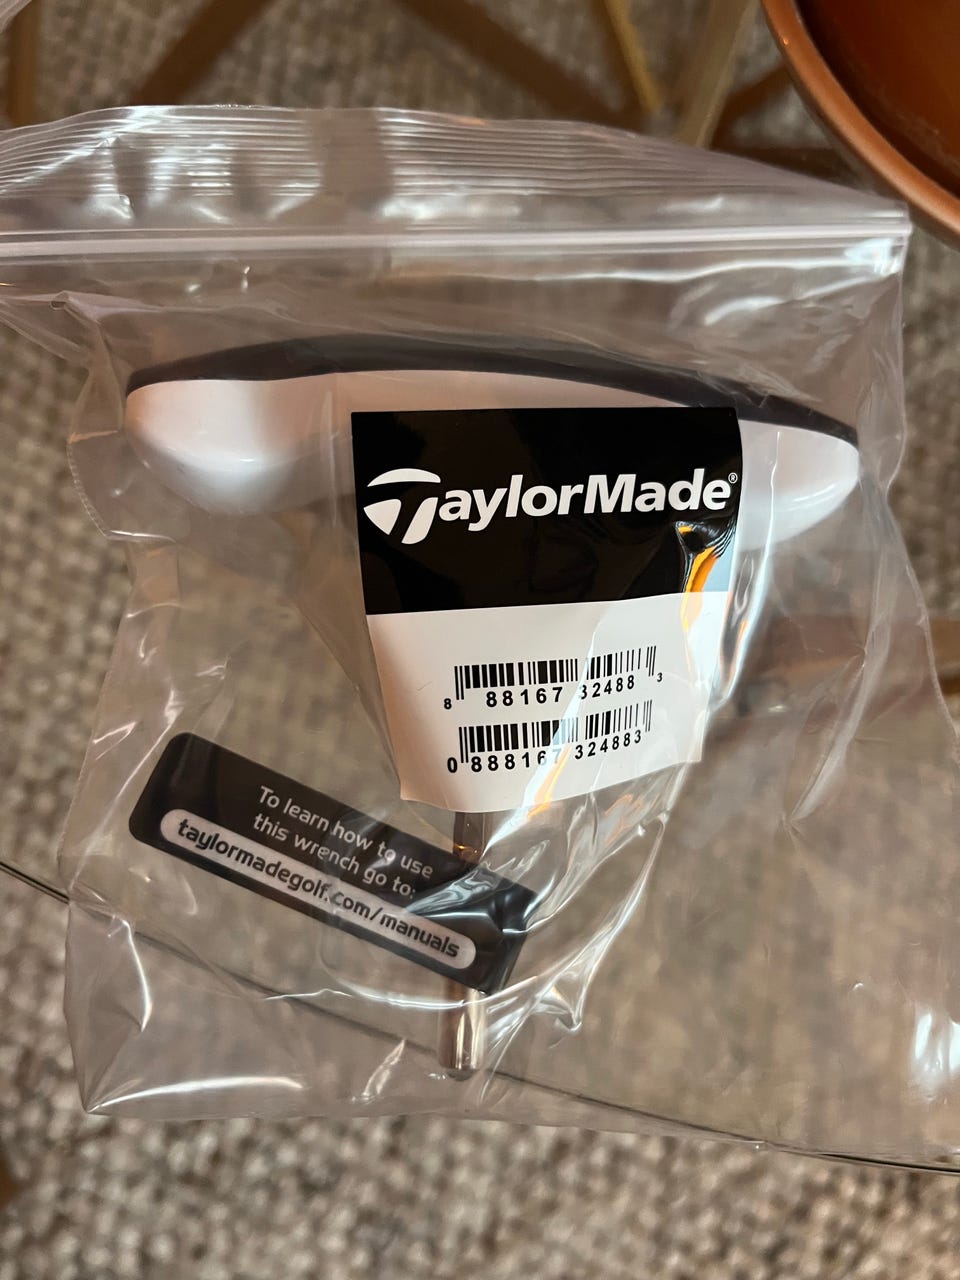 TaylorMade®
8 88167 32488 3
0 888167 324883
To learn how to use
this wrench go to:
taylormadegolf.com/manuals